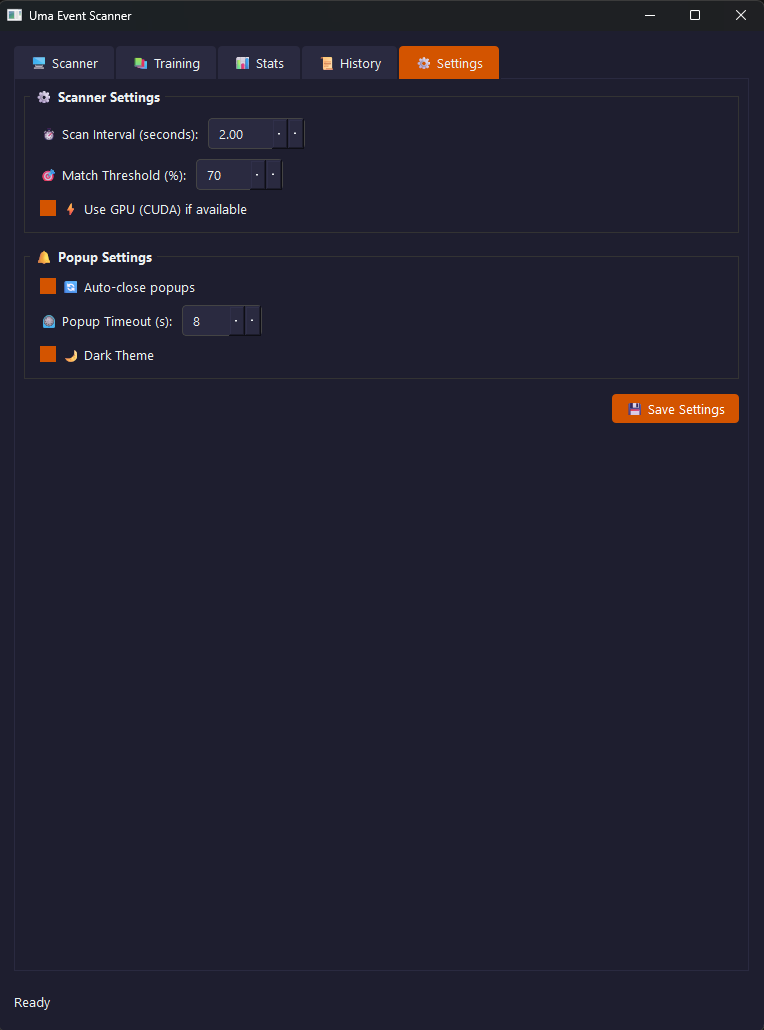 Uma Event Scanner
Scanner Training Stats History Settings
Scanner Settings
Scan Interval (seconds): 2.00
Match Threshold (%): 70
Use GPU (CUDA) if available
Popup Settings
Auto-close popups
Popup Timeout (s): 8
Dark Theme
Save Settings
Ready